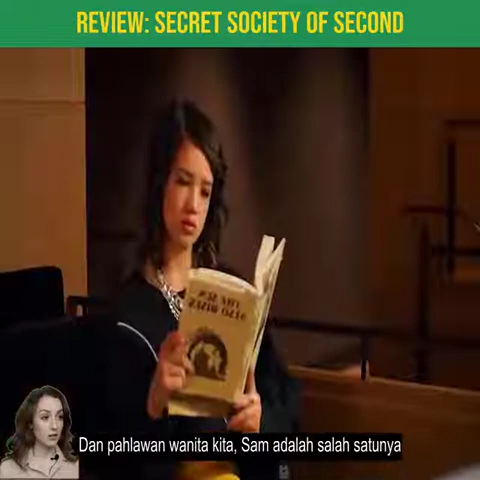 REVIEW: SECRET SOCIETY OF SECOND
Dan pahlawan wanita kita, Sam adalah salah satunya